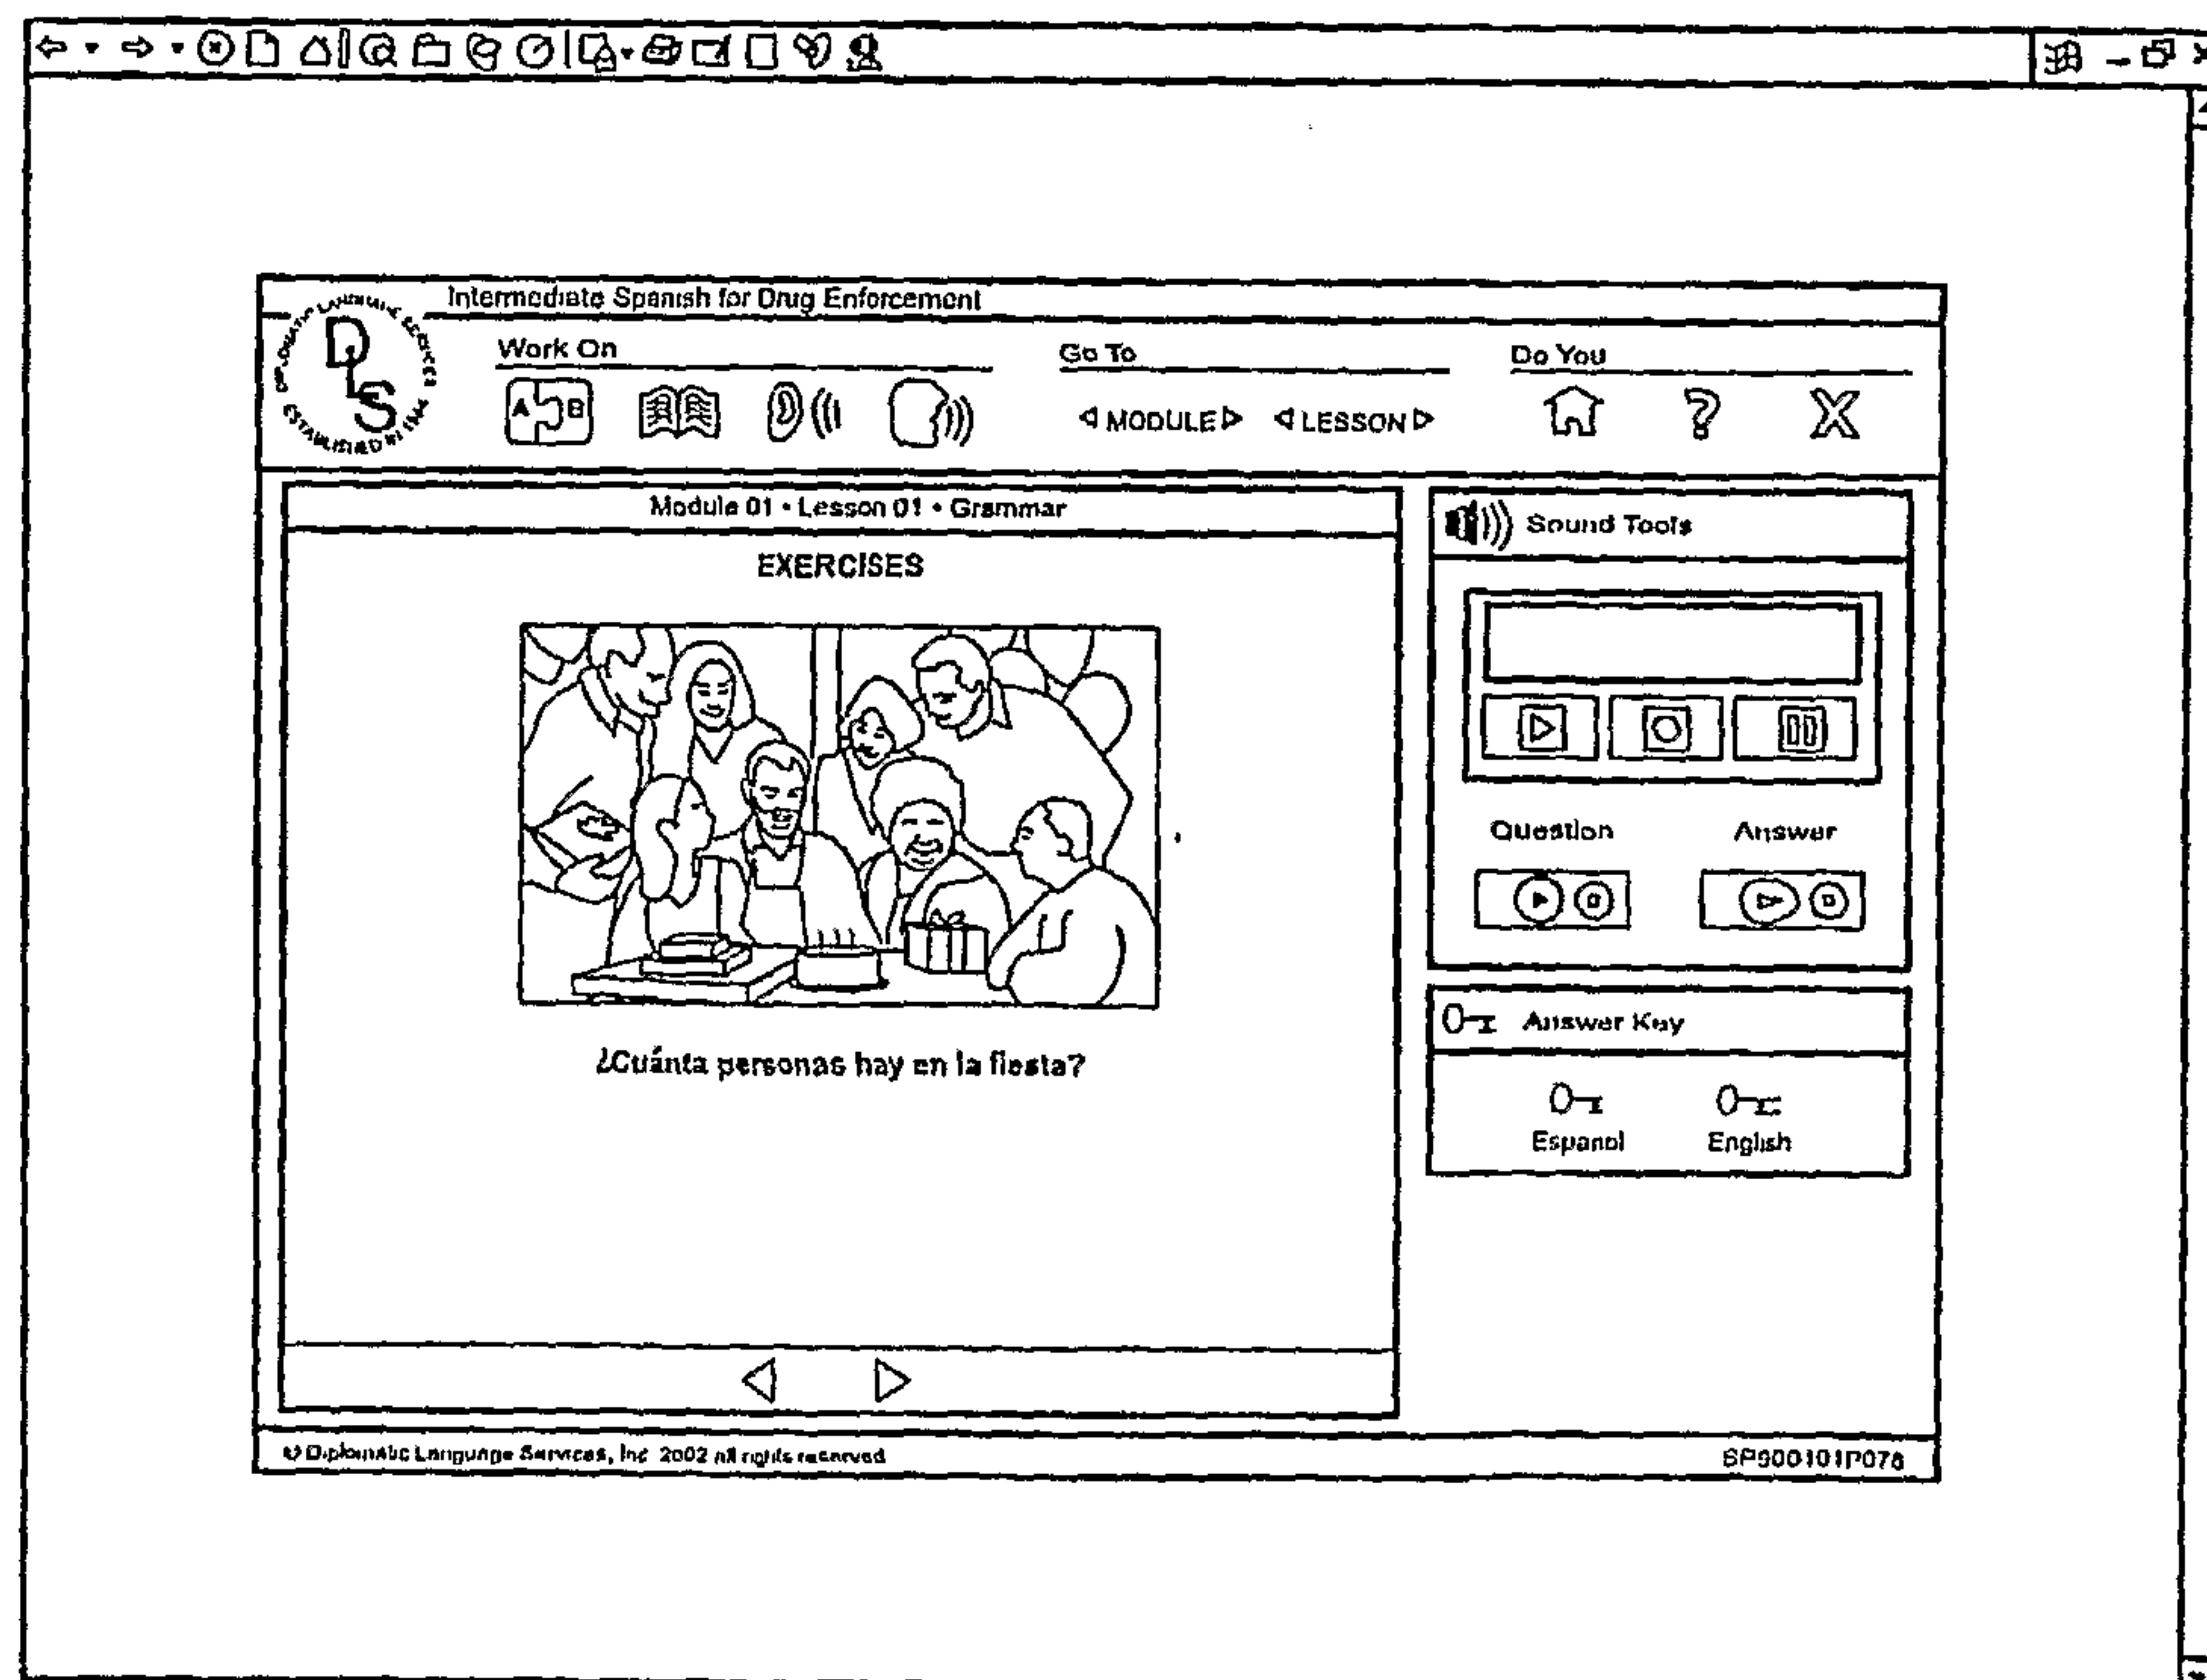 Intermediate Spanish for Drug Enforcement
DLS
Work On
Go To
Do You
A B
MODULE
LESSON
Module 01 • Lesson 01 • Grammar
Sound Tools
EXERCISES
Question
Answer
¿Cuánta personas hay en la fiesta?
Answer Key
Espanol
English
© Diplomatic Language Services, Inc 2002 all rights reserved